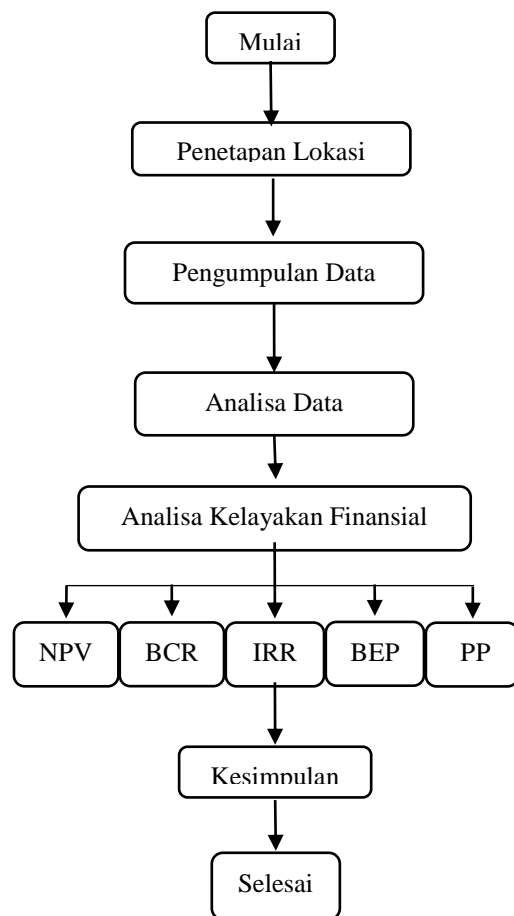 Mulai
Penetapan Lokasi
Pengumpulan Data
Analisa Data
Analisa Kelayakan Finansial
NPV BCR IRR BEP PP
Kesimpulan
Selesai